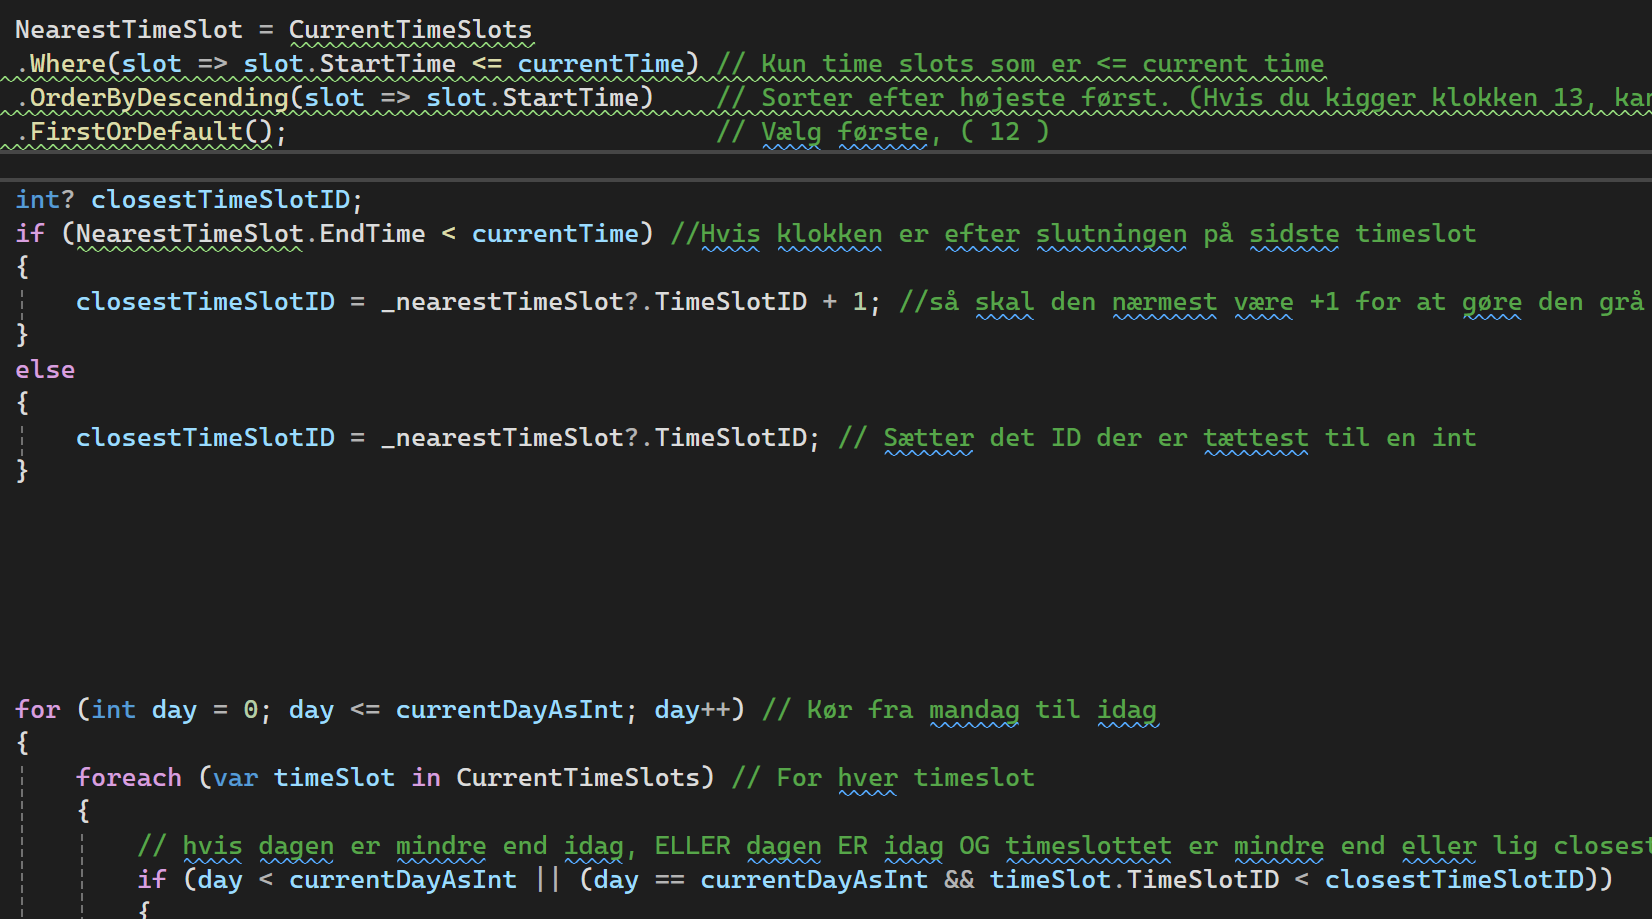 NearestTimeSlot = CurrentTimeSlots
.Where(slot => slot.StartTime <= currentTime) // Kun time slots som er <= current time
.OrderByDescending(slot => slot.StartTime) // Sorter efter højeste først. (Hvis du kigger klokken 13, kan
.FirstOrDefault(); // Vælg første, ( 12 )
int? closestTimeSlotID;
if (NearestTimeSlot.EndTime < currentTime) //Hvis klokken er efter slutningen på sidste timeslot
{
closestTimeSlotID = _nearestTimeSlot?.TimeSlotID + 1; //så skal den nærmest være +1 for at gøre den grå
}
else
{
closestTimeSlotID = _nearestTimeSlot?.TimeSlotID; // Sætter det ID der er tættest til en int
}
for (int day = 0; day <= currentDayAsInt; day++) // Kør fra mandag til idag
{
foreach (var timeSlot in CurrentTimeSlots) // For hver timeslot
{
// hvis dagen er mindre end idag, ELLER dagen ER idag OG timeslottet er mindre end eller lig closest
if (day < currentDayAsInt || (day == currentDayAsInt && timeSlot.TimeSlotID < closestTimeSlotID))
{